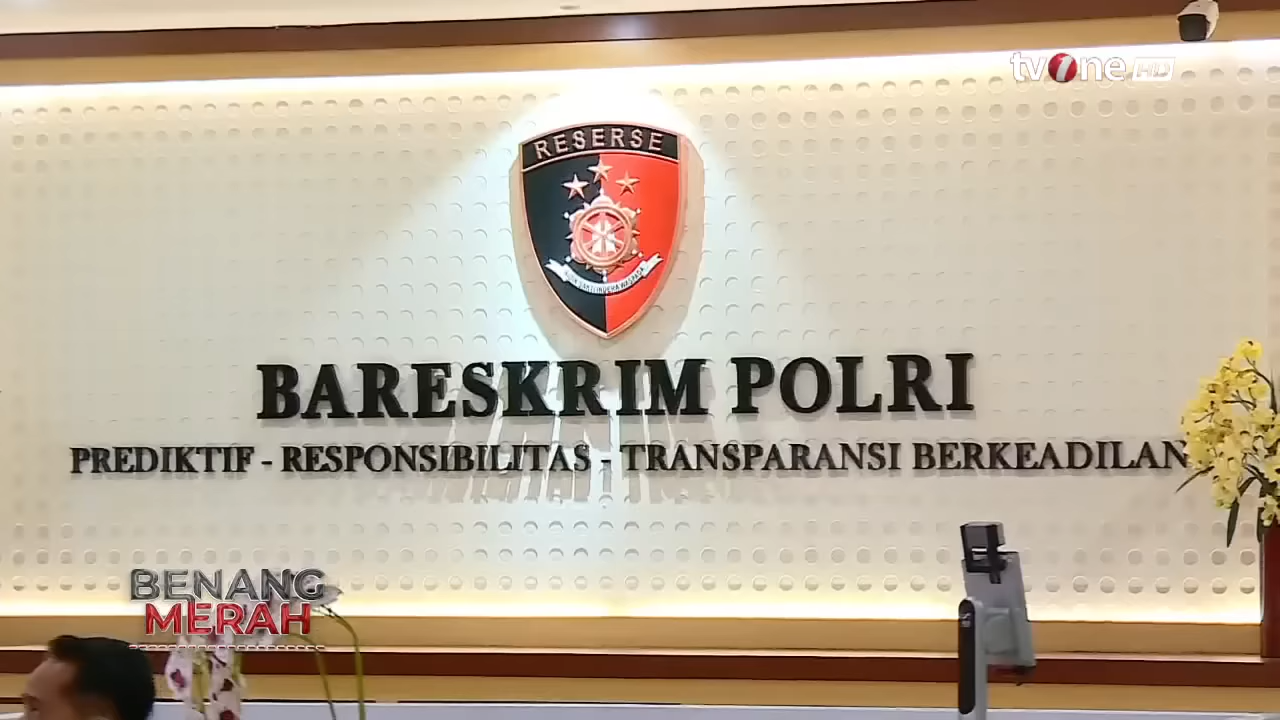 tvOne HD
RESERSE
BARESKRIM POLRI
PREDIKTIF - RESPONSIBILITAS - TRANSPARANSI BERKEADILAN
BENANG
MERAH